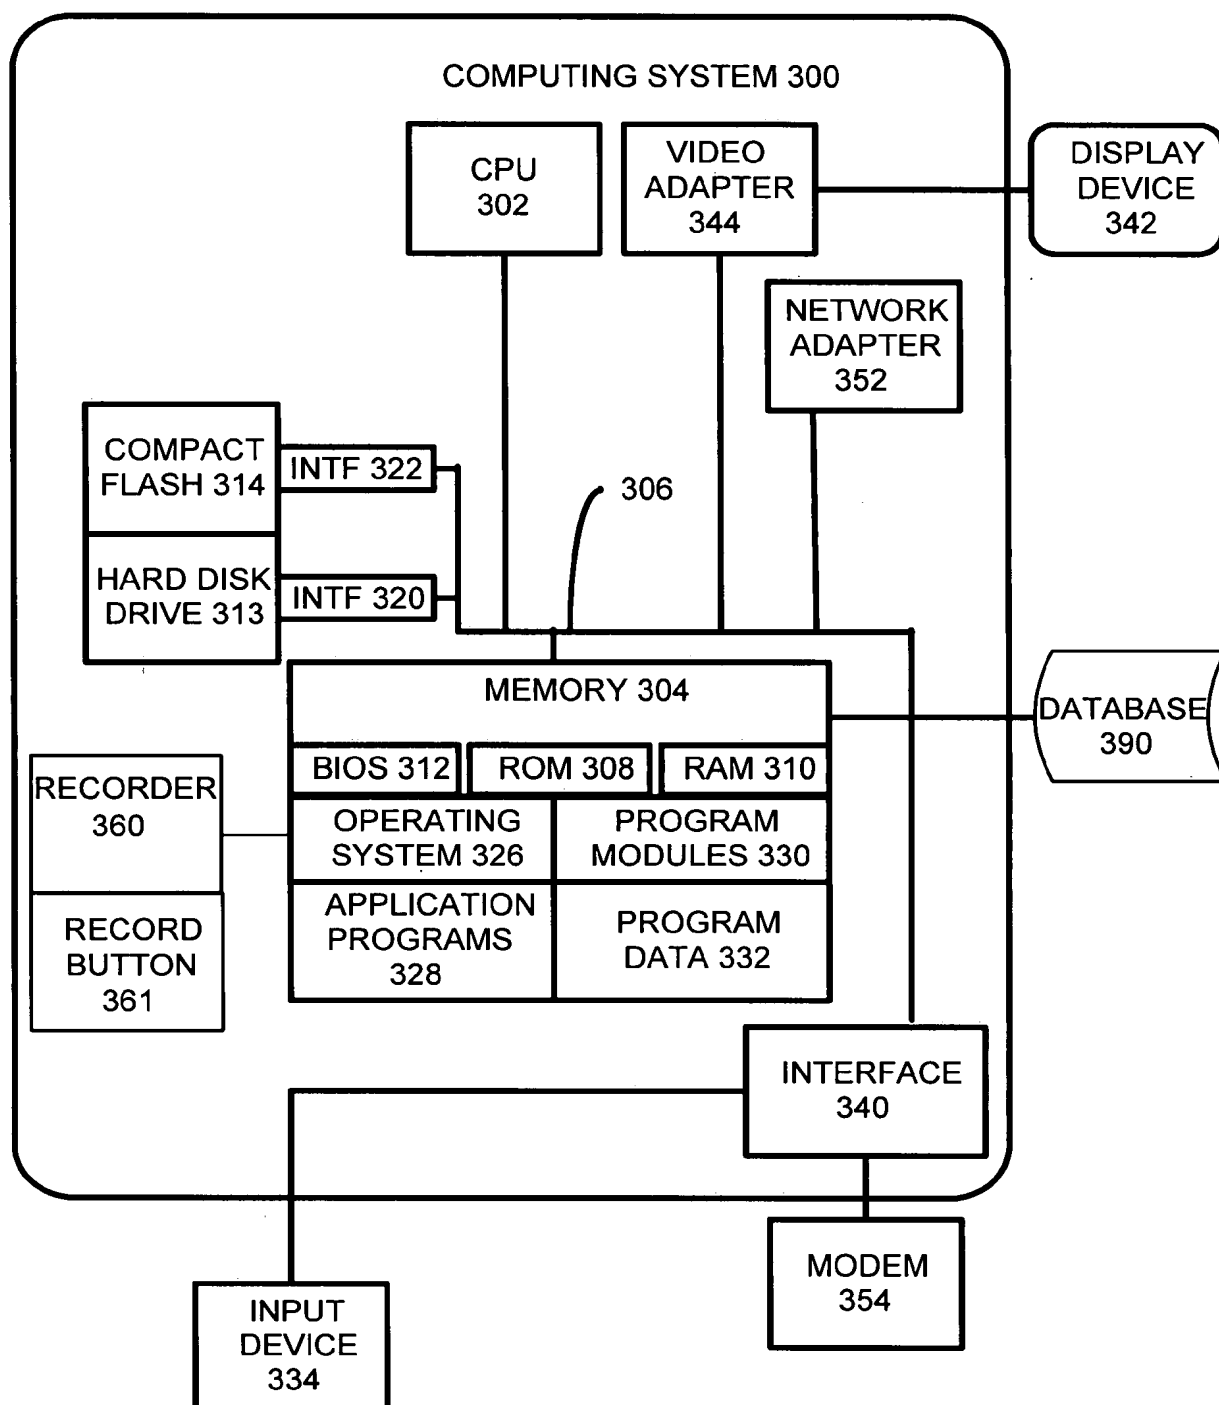 COMPUTING SYSTEM 300
CPU
302
VIDEO
ADAPTER
344
DISPLAY
DEVICE
342
NETWORK
ADAPTER
352
COMPACT
FLASH 314
INTF 322
306
HARD DISK
DRIVE 313
INTF 320
MEMORY 304
DATABASE
390
BIOS 312
ROM 308
RAM 310
RECORDER
360
OPERATING
SYSTEM 326
PROGRAM
MODULES 330
RECORD
BUTTON
361
APPLICATION
PROGRAMS
328
PROGRAM
DATA 332
INTERFACE
340
MODEM
354
INPUT
DEVICE
334